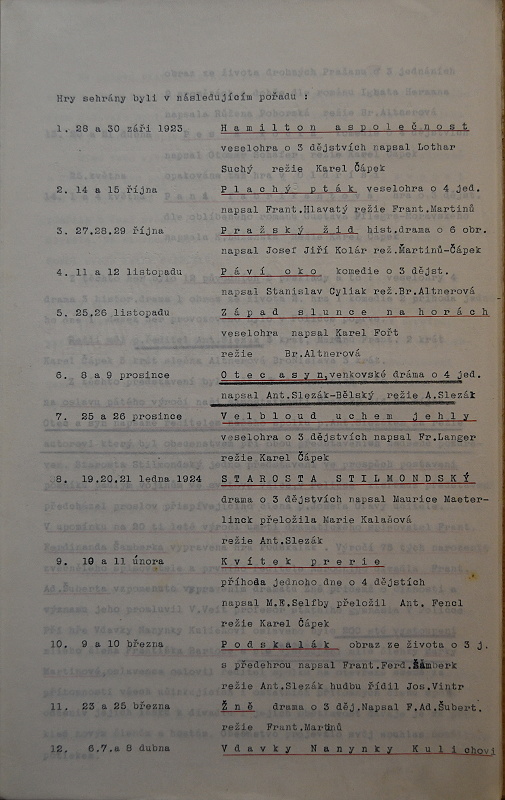 Hry sehrány byli v následujícím pořadu :
1. 28 a 30 září 1923 Hamilton a společnost
veselohra o 3 dějstvích napsal Lothar
Suchý režie Karel Čápek
2. 14 a 15 října Plachý pták veselohra o 4 jed.
napsal Frant.Hlavatý režie Frant.Martinů
3. 27,28,29 října Pražský žid hist.drama o 6 obr.
napsal Josef Jiří Kolár rež.Martinů-Čápek
4. 11 a 12 listopadu Páví oko komedie o 3 dějst.
napsal Stanislav Cyliak rež.Br.Altnerová
5. 25,26 listopadu Západ slunce na horách
veselohra napsal Karel Fořt
režie Br.Altnerová
6. 8 a 9 prosince Otec a syn, venkovské dráma o 4 jed.
napsal Ant.Slezák-Bělský režie A.Slezák
7. 25 a 26 prosince Velbloud uchem jehly
veselohra o 3 dějstvích napsal Fr.Langer
režie Karel Čápek
8. 19,20,21 ledna 1924 STAROSTA STILMONDSKÝ
drama o 3 dějstvích napsal Maurice Maeter-
linck přeložila Marie Kalašová
režie Ant.Slezák
9. 10 a 11 února Kvítek prerie
příhoda jednoho dne o 4 dějstích
napsal M.E.Selfby přeložil Ant. Fencl
režie Karel Čápek
10. 9 a 10 března Podskalák obraz ze života o 3 j.
s předehrou napsal Frant.Ferd.Šamberk
režie Ant.Slezák hudbu řídil Jos.Vintr
11. 23 a 25 března Žně drama o 3 děj.Napsal F.Ad.Šubert.
režie Frant.Martinů
12. 6.7.a 8 dubna Vdavky Nanynky Kulichovi